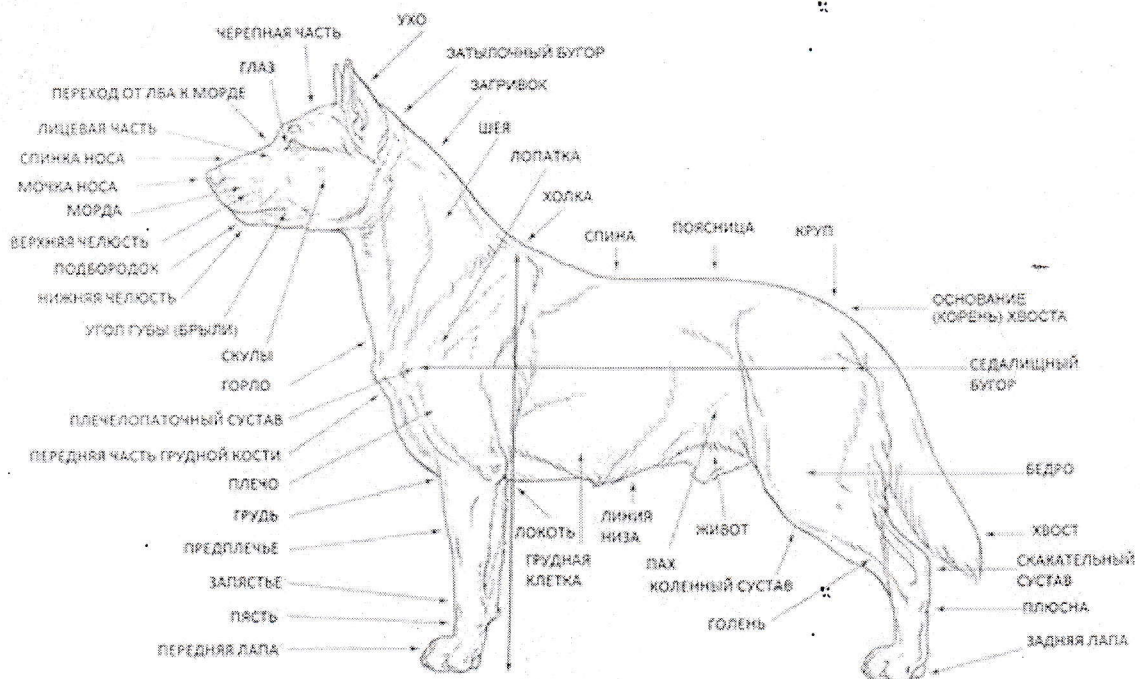 УХО
ЧЕРЕПНАЯ ЧАСТЬ
ЗАТЫЛОЧНЫЙ БУГОР
ГЛАЗ
ЗАГРИВОК
ПЕРЕХОД ОТ ЛБА К МОРДЕ
ЛИЦЕВАЯ ЧАСТЬ
ШЕЯ
СПИНКА НОСА
ЛОПАТКА
МОЧКА НОСА
ХОЛКА
МОРДА
ВЕРХНЯЯ ЧЕЛЮСТЬ
СПИНА
ПОЯСНИЦА
КРУП
ПОДБОРОДОК
НИЖНЯЯ ЧЕЛЮСТЬ
ОСНОВАНИЕ
(КОРЕНЬ) ХВОСТА
УГОЛ ГУБЫ (БРЫЛИ)
СКУЛЫ
ГОРЛО
СЕДАЛИЩНЫЙ
БУГОР
ПЛЕЧЕЛОПАТОЧНЫЙ СУСТАВ
ПЕРЕДНЯЯ ЧАСТЬ ГРУДНОЙ КОСТИ
БЕДРО
ПЛЕЧО
ГРУДЬ
ЛОКОТЬ
ЛИНИЯ
НИЗА
ЖИВОТ
ХВОСТ
ПРЕДПЛЕЧЬЕ
ГРУДНАЯ
КЛЕТКА
ПАХ
КОЛЕННЫЙ СУСТАВ
СКАКАТЕЛЬНЫЙ
СУСТАВ
ЗАПЯСТЬЕ
ПЛЮСНА
ПЯСТЬ
ГОЛЕНЬ
ПЕРЕДНЯЯ ЛАПА
ЗАДНЯЯ ЛАПА